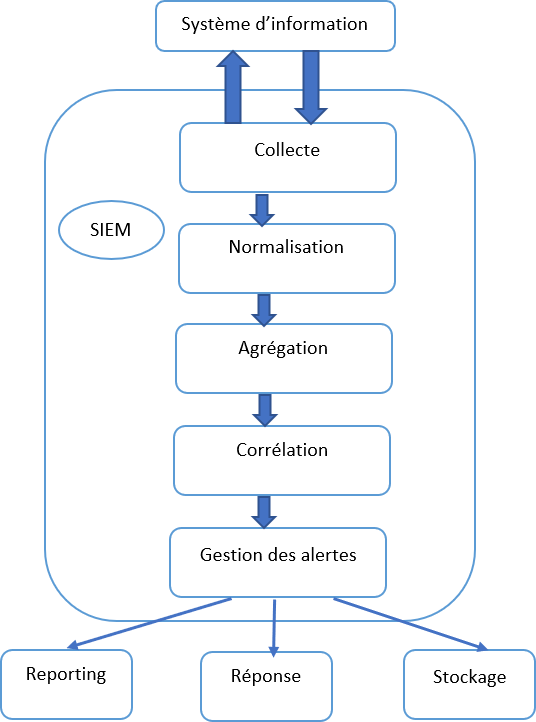 Système d’information
Collecte
SIEM
Normalisation
Agrégation
Corrélation
Gestion des alertes
Reporting
Réponse
Stockage